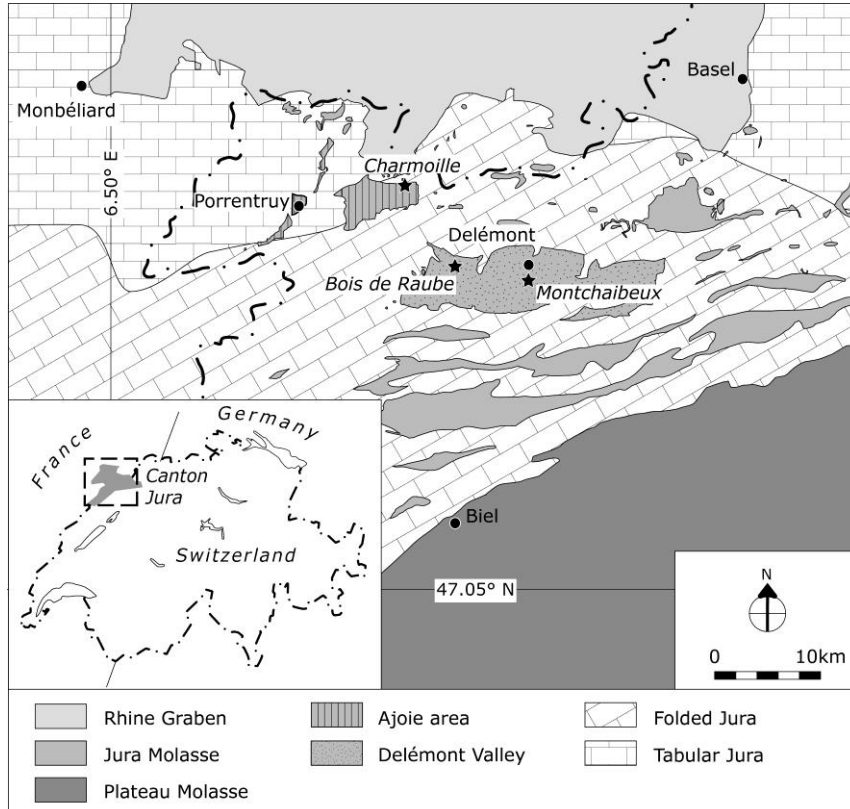 Basel
Monbéliard
6.50° E
Charmoille
Porrentruy
Delémont
Bois de Raube
Montchaibeux
Biel
47.05° N
France
Germany
Canton
Jura
Switzerland
N
0 10km
Rhine Graben
Jura Molasse
Plateau Molasse
Ajoie area
Delémont Valley
Folded Jura
Tabular Jura